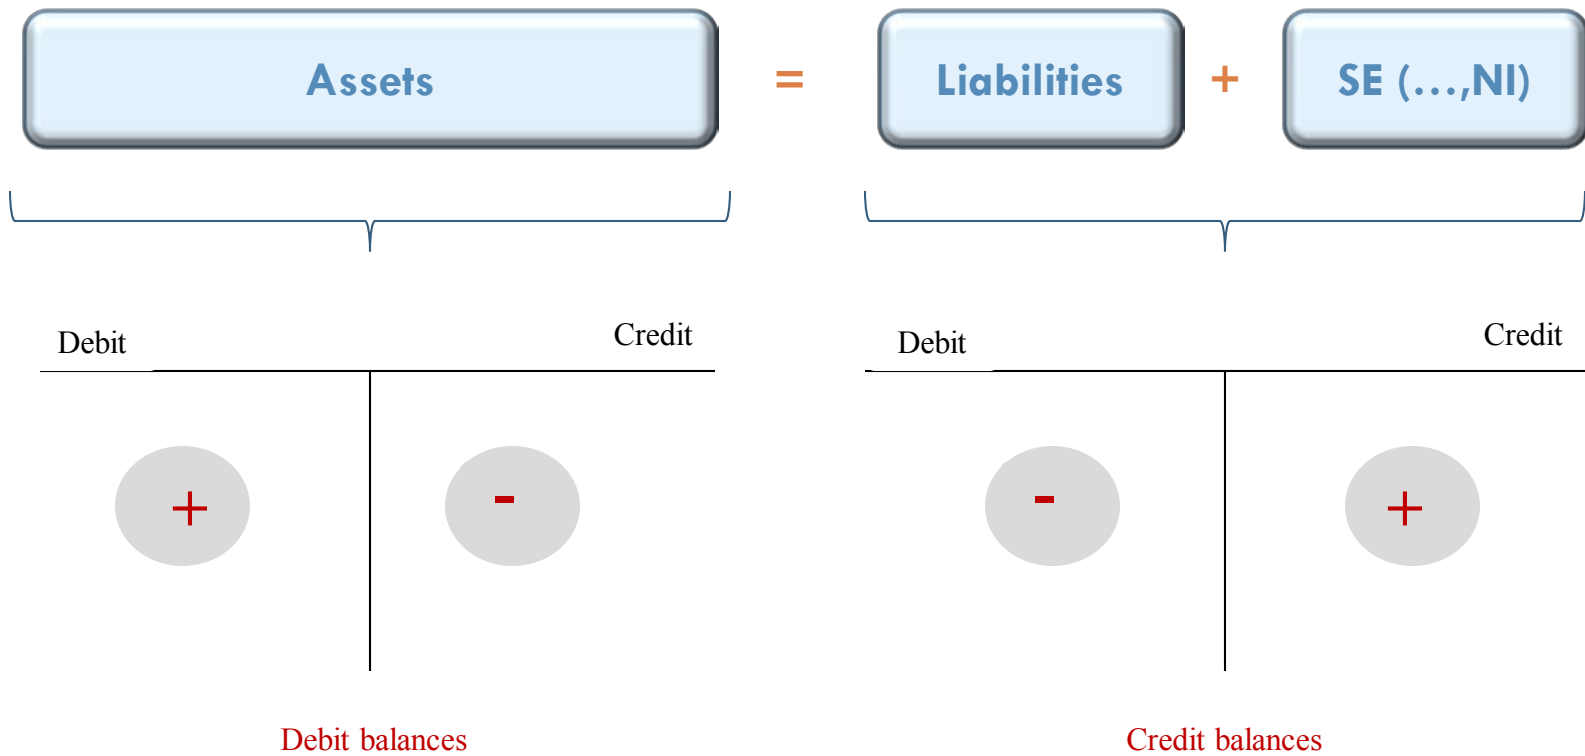 Assets = Liabilities + SE (...,NI)
Debit Credit Debit Credit
+ - - +
Debit balances Credit balances